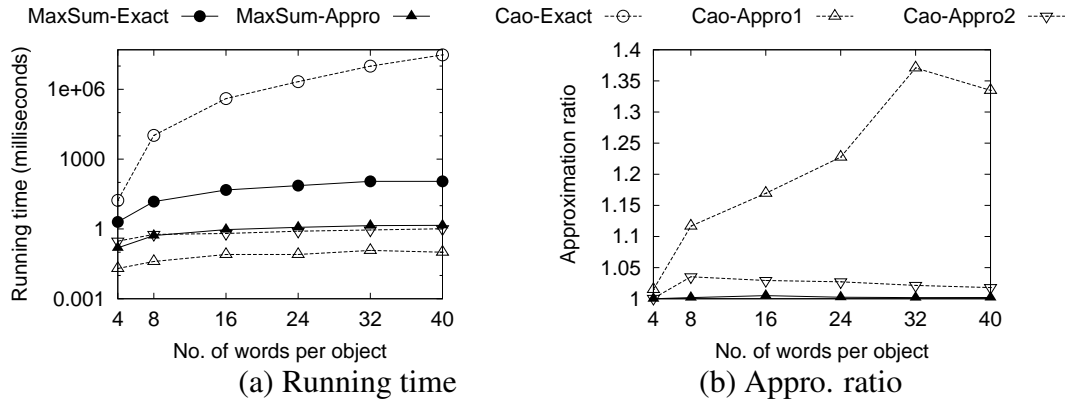 MaxSum-Exact MaxSum-Appro Cao-Exact Cao-Appro1 Cao-Appro2
Running time (milliseconds)
1e+06
1000
1
0.001
4 8 16 24 32 40
No. of words per object
(a) Running time
Approximation ratio
1.4
1.35
1.3
1.25
1.2
1.15
1.1
1.05
1
4 8 16 24 32 40
No. of words per object
(b) Appro. ratio